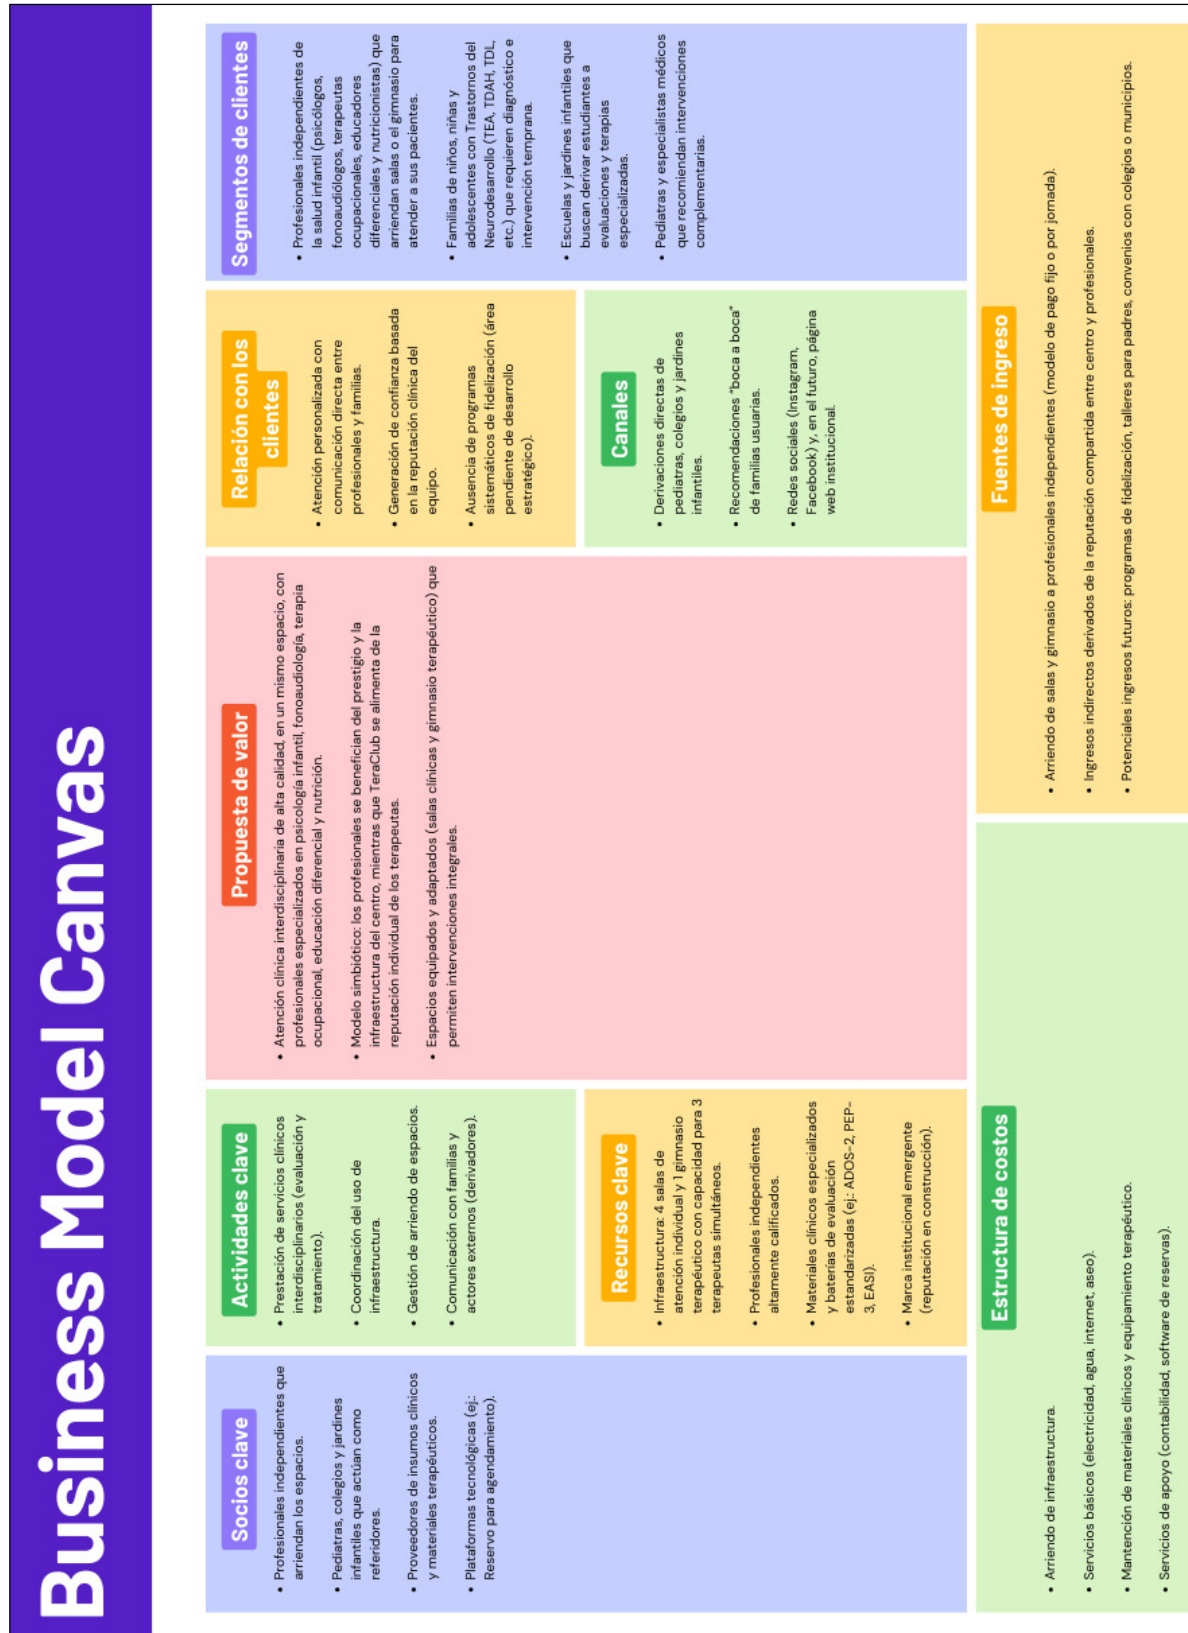 Business Model Canvas
Socios clave
• Profesionales independientes que
arriendan los espacios.
• Pediatras, colegios y jardines
infantiles que actúan como
referidores.
• Proveedores de insumos clínicos
y materiales terapéuticos.
• Plataformas tecnológicas (ej.:
Reservo para agendamiento).
Actividades clave
• Prestación de servicios clínicos
interdisciplinarios (evaluación y
tratamiento).
• Coordinación del uso de
infraestructura.
• Gestión de arriendo de espacios.
• Comunicación con familias y
actores externos (derivadores).
Recursos clave
• Infraestructura: 4 salas de
atención individual y 1 gimnasio
terapéutico con capacidad para 3
terapeutas simultáneos.
• Profesionales independientes
altamente calificados.
• Materiales clínicos especializados
y baterías de evaluación
estandarizadas (ej.: ADOS-2, PEP-
3, EASI).
• Marca institucional emergente
(reputación en construcción).
Propuesta de valor
• Atención clínica interdisciplinaria de alta calidad, en un mismo espacio, con
profesionales especializados en psicología infantil, fonoaudiología, terapia
ocupacional, educación diferencial y nutrición.
• Modelo simbiótico: los profesionales se benefician del prestigio y la
infraestructura del centro, mientras que TeraClub se alimenta de la
reputación individual de los terapeutas.
• Espacios equipados y adaptados (salas clínicas y gimnasio terapéutico) que
permiten intervenciones integrales.
Relación con los
clientes
• Atención personalizada con
comunicación directa entre
profesionales y familias.
• Generación de confianza basada
en la reputación clínica del
equipo.
• Ausencia de programas
sistemáticos de fidelización (área
pendiente de desarrollo
estratégico).
Canales
• Derivaciones directas de
pediatras, colegios y jardines
infantiles.
• Recomendaciones "boca a boca"
de familias usuarias.
• Redes sociales (Instagram,
Facebook) y, en el futuro, página
web institucional.
Segmentos de clientes
• Profesionales independientes de
la salud infantil (psicólogos,
fonoaudiólogos, terapeutas
ocupacionales, educadores
diferenciales y nutricionistas) que
arriendan salas o el gimnasio para
atender a sus pacientes.
• Familias de niños, niñas y
adolescentes con Trastornos del
Neurodesarrollo (TEA, TDAH, TDL,
etc.) que requieren diagnóstico e
intervención temprana.
• Escuelas y jardines infantiles que
buscan derivar estudiantes a
evaluaciones y terapias
especializadas.
• Pediatras y especialistas médicos
que recomiendan intervenciones
complementarias.
Estructura de costos
• Arriendo de infraestructura.
• Servicios básicos (electricidad, agua, internet, aseo).
• Mantención de materiales clínicos y equipamiento terapéutico.
• Servicios de apoyo (contabilidad, software de reservas).
Fuentes de ingreso
• Arriendo de salas y gimnasio a profesionales independientes (modelo de pago fijo o por jornada).
• Ingresos indirectos derivados de la reputación compartida entre centro y profesionales.
• Potenciales ingresos futuros: programas de fidelización, talleres para padres, convenios con colegios o municipios.